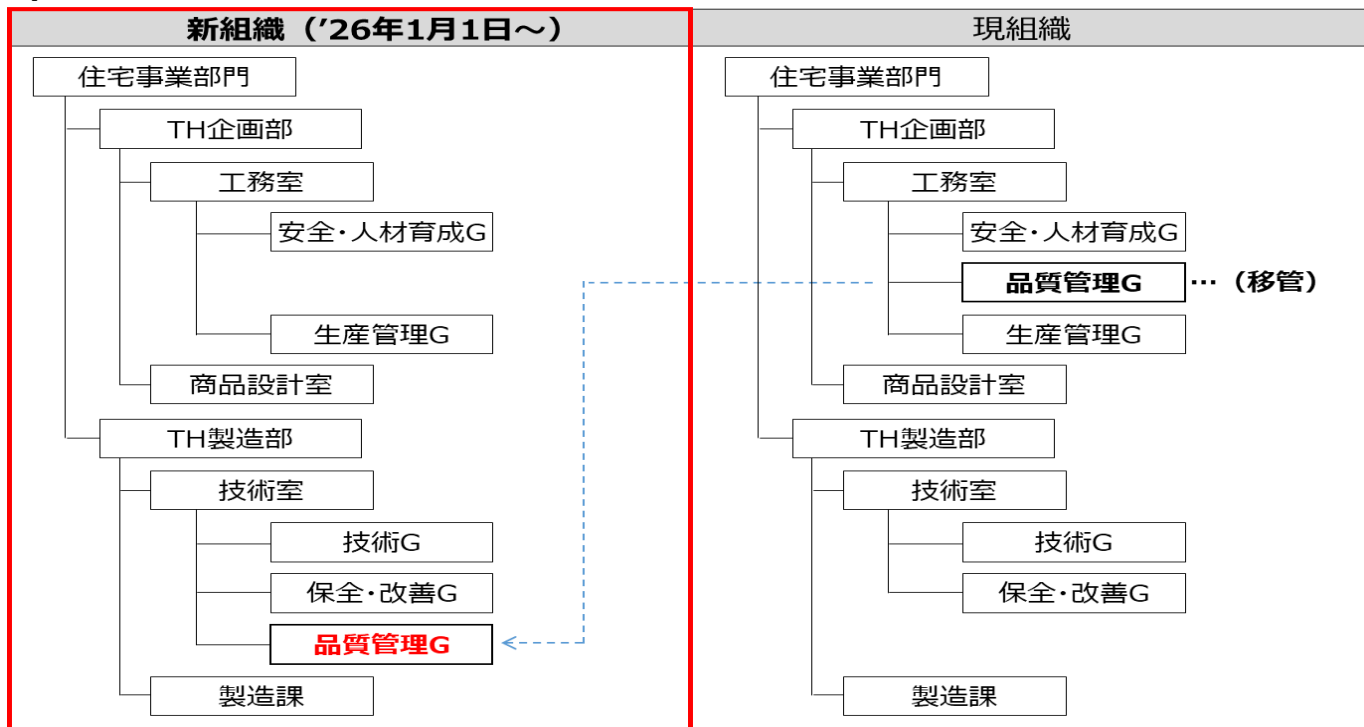 新組織（’26年1月1日～）
住宅事業部門
TH企画部
工務室
安全・人材育成G
生産管理G
商品設計室
TH製造部
技術室
技術G
保全・改善G
品質管理G
製造課
現組織
住宅事業部門
TH企画部
工務室
安全・人材育成G
品質管理G …（移管）
生産管理G
商品設計室
TH製造部
技術室
技術G
保全・改善G
製造課